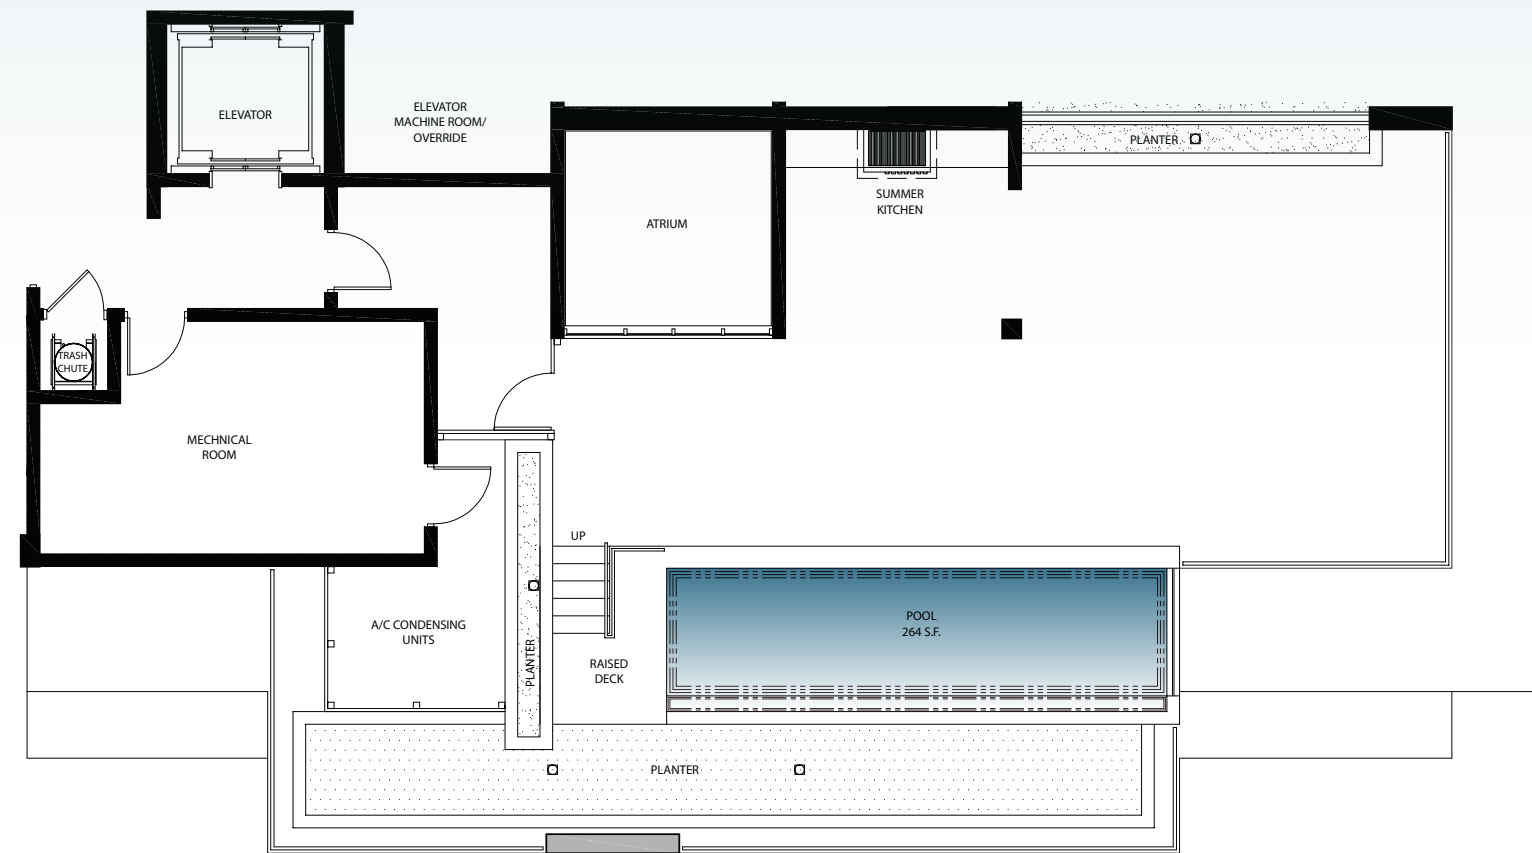 ELEVATOR
ELEVATOR
MACHINE ROOM/
OVERRIDE
PLANTER
SUMMER
KITCHEN
ATRIUM
TRASH
CHUTE
MECHNICAL
ROOM
UP
A/C CONDENSING
UNITS
PLANTER
RAISED
DECK
POOL
264 S.F.
PLANTER